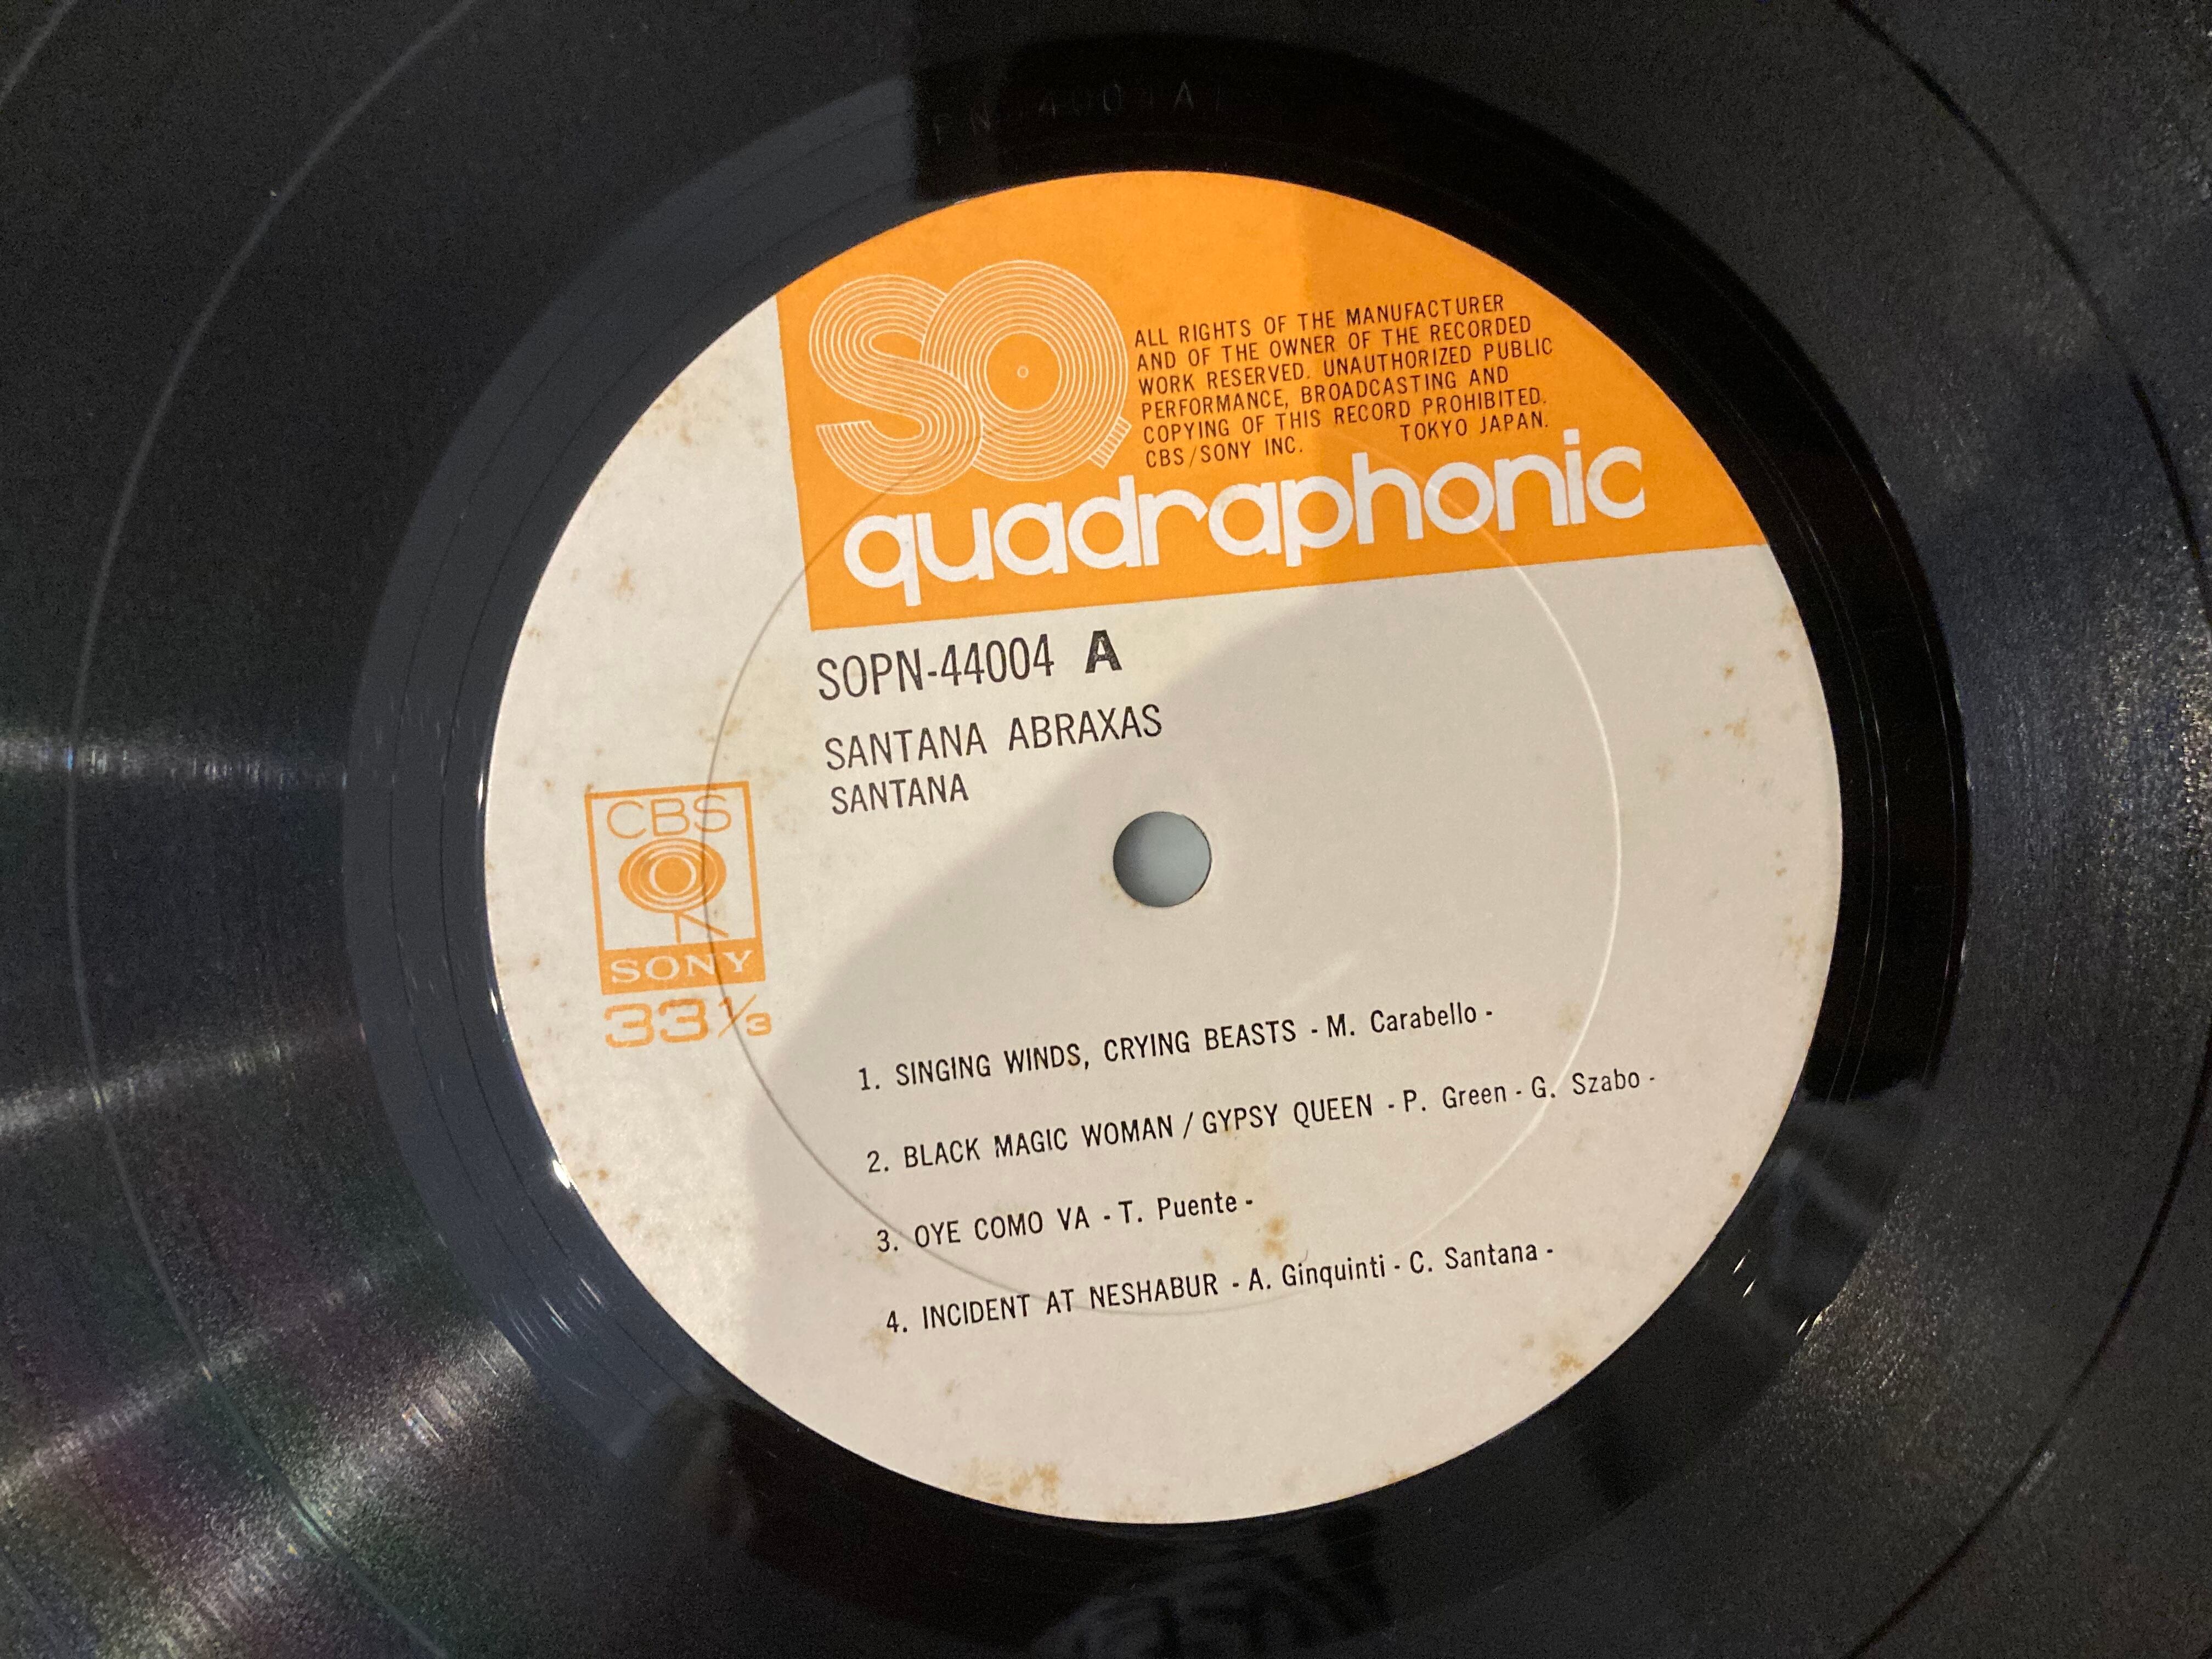 SQ
ALL RIGHTS OF THE MANUFACTURER
AND OF THE OWNER OF THE RECORDED
WORK RESERVED. UNAUTHORIZED PUBLIC
PERFORMANCE, BROADCASTING AND
COPYING OF THIS RECORD PROHIBITED.
CBS/SONY INC. TOKYO JAPAN.
quadraphonic
SOPN-44004 A
SANTANA ABRAXAS
SANTANA
CBS
SONY
33 1/3
1. SINGING WINDS, CRYING BEASTS - M. Carabello -
2. BLACK MAGIC WOMAN / GYPSY QUEEN - P. Green - G. Szabo -
3. OYE COMO VA - T. Puente -
4. INCIDENT AT NESHABUR - A. Ginquinti - C. Santana -